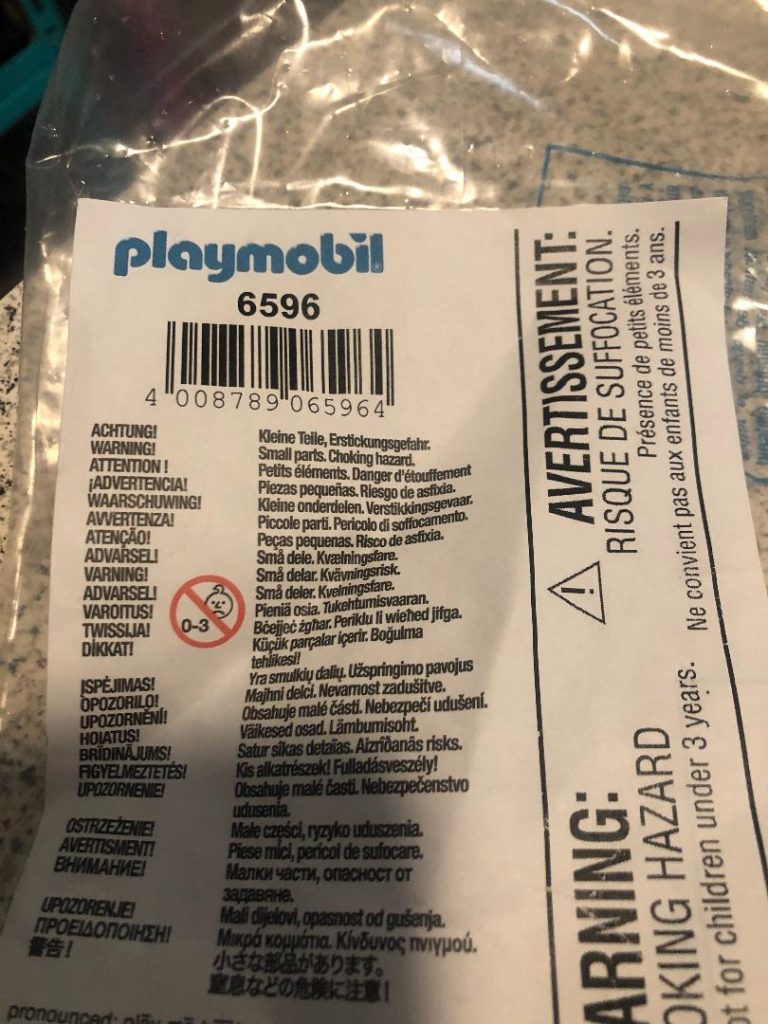 playmobil
6596
4 008789 065964
ACHTUNG!
WARNING!
ATTENTION !
¡ADVERTENCIA!
WAARSCHUWING!
AVVERTENZA!
ATENÇÃO!
ADVARSEL!
VARNING!
ADVARSEL!
VAROITUS!
TWISSIJA!
DİKKAT!
ĮSPĖJIMAS!
OPOZORILO!
UPOZORNĚNÍ!
HOIATUS!
BRĪDINĀJUMS!
FIGYELMEZTETÉS!
UPOZORNENIE!
OSTRZEŻENIE!
AVERTISMENT!
ВНИМАНИЕ!
UPOZORENJE!
ΠΡΟΕΙΔΟΠΟΙΗΣΗ!
警告!
0-3
Kleine Teile, Erstickungsgefahr.
Small parts. Choking hazard.
Petits éléments. Danger d'étouffement
Piezas pequeñas. Riesgo de asfixia.
Kleine onderdelen. Verstikkingsgevaar.
Piccole parti. Pericolo di soffocamento.
Peças pequenas. Risco de asfixia.
Små dele. Kvælningsfare.
Små delar. Kvävningsrisk.
Små deler. Kvelningsfare.
Pieniä osia. Tukehtumisvaaran.
Bċejjeċ żgħar. Periklu li wieħed jifga.
Küçük parçalar içerir. Boğulma
tehlikesi!
Yra smulkių dalių. Užspringimo pavojus
Majhni delci. Nevarnost zadušitve.
Obsahuje malé části. Nebezpečí udušení.
Väikesed osad. Lämbumisoht.
Satur sīkas detaļas. Aizrīšanās risks.
Kis alkatrészek! Fulladásveszély!
Obsahuje malé časti. Nebezpečenstvo
udusenia.
Małe części, ryzyko uduszenia.
Piese mici, pericol de sufocare.
Малки части, опасност от
задавяне.
Mali dijelovi, opasnost od gušenja.
Μικρά κομμάτια. Κίνδυνος πνιγμού.
小さな部品があります。
窒息などの危険に注意!
pronounced:
AVERTISSEMENT:
RISQUE DE SUFFOCATION.
Présence de petits éléments.
Ne convient pas aux enfants de moins de 3 ans.
ARNING:
OKING HAZARD
ot for children under 3 years.